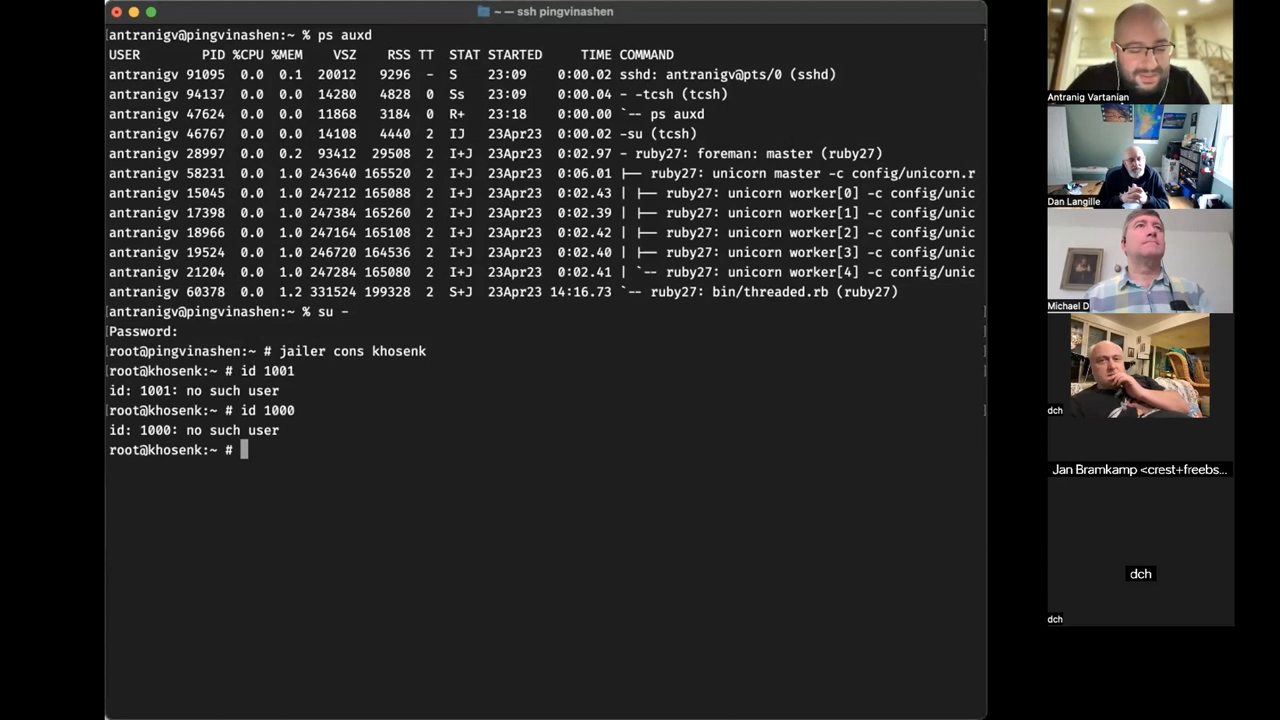 ~ — ssh pingvinashen
[antranigv@pingvinashen:~ % ps auxd ]
USER PID %CPU %MEM VSZ RSS TT STAT STARTED TIME COMMAND
antranigv 91095 0.0 0.1 20012 9296 - S 23:09 0:00.02 sshd: antranigv@pts/0 (sshd)
antranigv 94137 0.0 0.0 14280 4828 0 Ss 23:09 0:00.04 - -tcsh (tcsh)
antranigv 47624 0.0 0.0 11868 3136 0 R+ 23:18 0:00.00 `-- ps auxd
antranigv 46767 0.0 0.0 14108 4440 2 IJ 23Apr23 0:00.02 -su (tcsh)
antranigv 28997 0.0 0.2 93412 29508 2 I+J 23Apr23 0:02.97 - ruby27: foreman: master (ruby27)
antranigv 58231 0.0 1.0 243640 165520 2 I+J 23Apr23 0:06.01 |-- ruby27: unicorn master -c config/unicorn.r
antranigv 15045 0.0 1.0 247212 165088 2 I+J 23Apr23 0:02.43 | |-- ruby27: unicorn worker[0] -c config/unic
antranigv 17398 0.0 1.0 247384 165260 2 I+J 23Apr23 0:02.39 | |-- ruby27: unicorn worker[1] -c config/unic
antranigv 18966 0.0 1.0 247164 165108 2 I+J 23Apr23 0:02.42 | |-- ruby27: unicorn worker[2] -c config/unic
antranigv 19524 0.0 1.0 246720 164536 2 I+J 23Apr23 0:02.40 | |-- ruby27: unicorn worker[3] -c config/unic
antranigv 21204 0.0 1.0 247284 165080 2 I+J 23Apr23 0:02.41 | `-- ruby27: unicorn worker[4] -c config/unic
antranigv 60378 0.0 1.2 331524 199328 2 S+J 23Apr23 14:16.73 `-- ruby27: bin/threaded.rb (ruby27)
[antranigv@pingvinashen:~ % su - ]
[Password:
[root@pingvinashen:~ # jailer cons khosenk
[root@khosenk:~ # id 1001 ]
id: 1001: no such user
[root@khosenk:~ # id 1000 ]
id: 1000: no such user
root@khosenk:~ #
Antranig Vartanian
Dan Langille
Michael D
dch
Jan Bramkamp <crest+freebs...
dch
dch